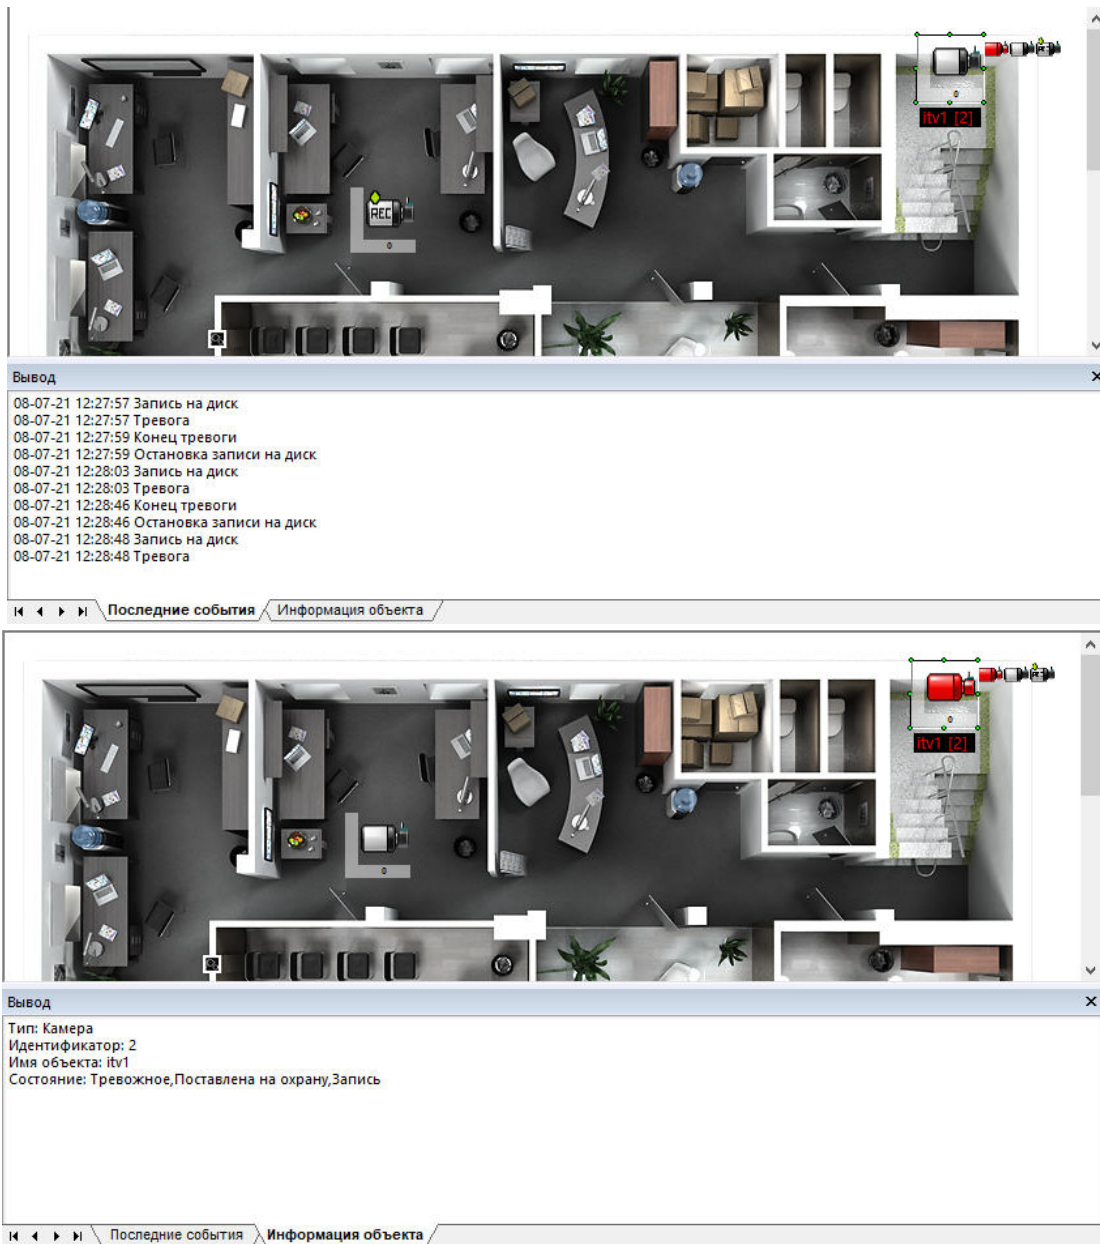 itv1 [2]
REC
Вывод
08-07-21 12:27:57 Запись на диск
08-07-21 12:27:57 Тревога
08-07-21 12:27:59 Конец тревоги
08-07-21 12:27:59 Остановка записи на диск
08-07-21 12:28:03 Запись на диск
08-07-21 12:28:03 Тревога
08-07-21 12:28:46 Конец тревоги
08-07-21 12:28:46 Остановка записи на диск
08-07-21 12:28:48 Запись на диск
08-07-21 12:28:48 Тревога
Последние события Информация объекта
itv1 [2]
Вывод
Тип: Камера
Идентификатор: 2
Имя объекта: itv1
Состояние: Тревожное,Поставлена на охрану,Запись
Последние события Информация объекта